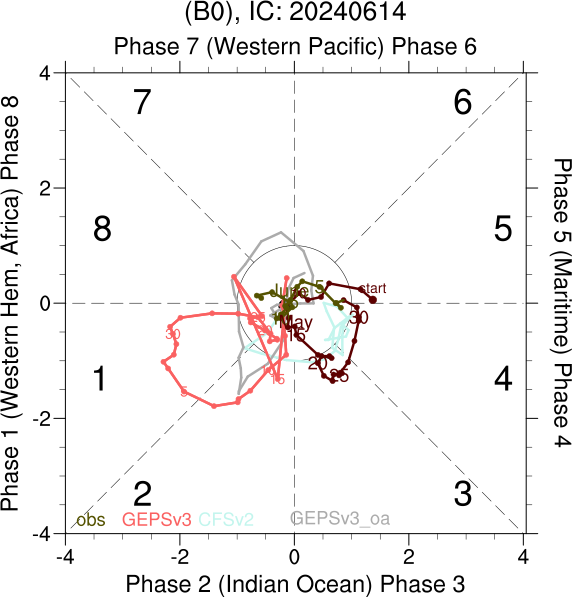 (B0), IC: 20240614
Phase 7 (Western Pacific) Phase 6
4
7
6
2
8
5
start
June
5
0
30
May
15
30
20
25
1
4
5
15
-2
2
3
obs GEPSv3 CFSv2 GEPSv3_oa
-4
-4 -2 0 2 4
Phase 2 (Indian Ocean) Phase 3
Phase 1 (Western Hem, Africa) Phase 8
Phase 5 (Maritime) Phase 4